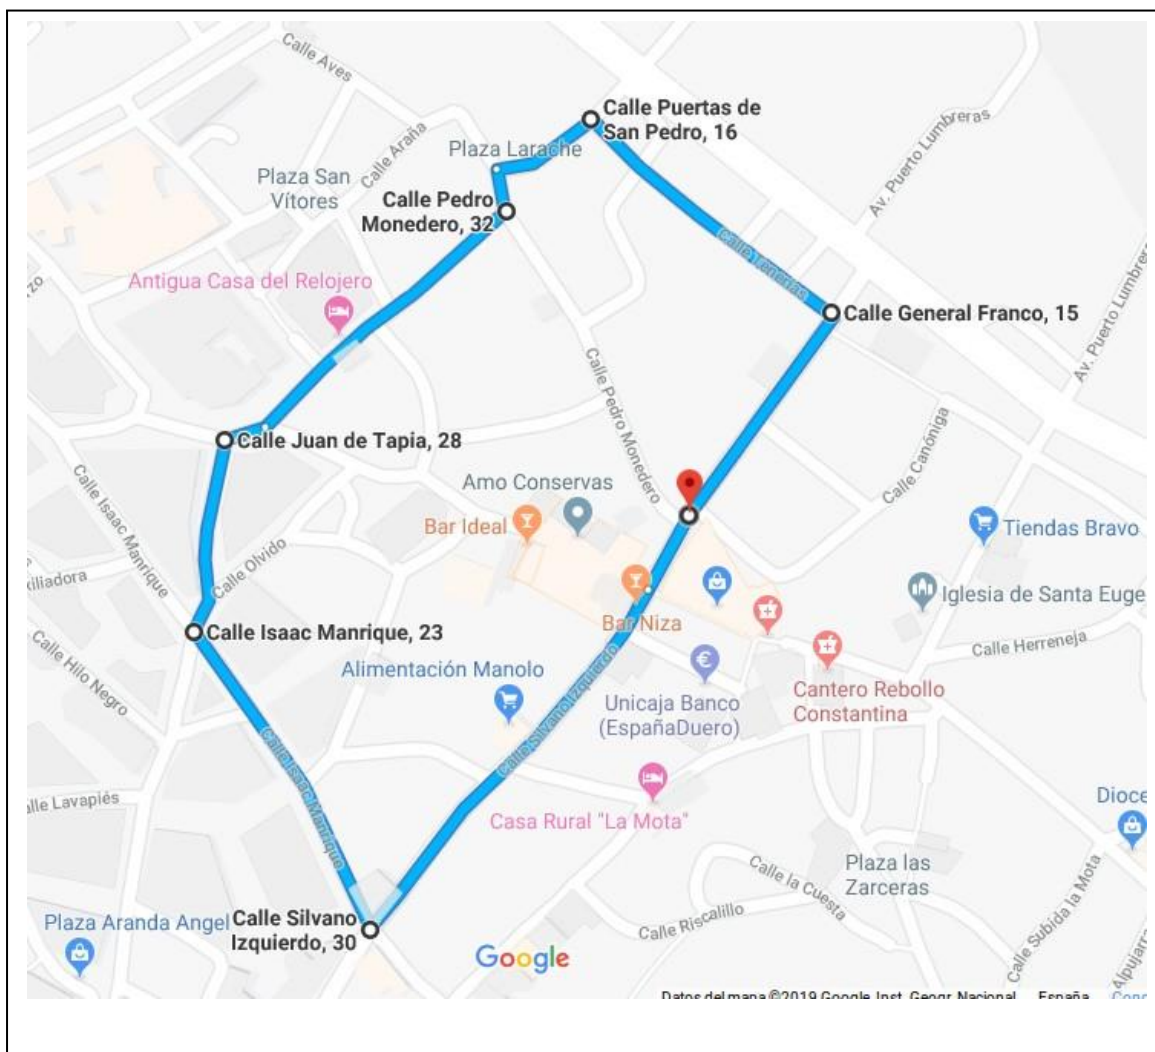 Calle Aves
Calle Puertas de
San Pedro, 16
Av. Puerto Lumbreras
Calle Araña
Plaza Larache
Plaza San
Vítores
Calle Pedro
Monedero, 32
Calle Tenerías
Antigua Casa del Relojero
rzo
Calle General Franco, 15
Av. Puerto Lumbrera
Calle Pedro Monedero
Calle Juan de Tapia, 28
Calle Canóniga
Calle Isaac Manrique
Amo Conservas
Bar Ideal
Tiendas Bravo
Calle Olvido
xiliadora
Iglesia de Santa Euge
Bar Niza
Calle Isaac Manrique, 23
Calle Herreneja
Calle Hilo Negro
Alimentación Manolo
Calle Silvano Izquierdo
Unicaja Banco
(EspañaDuero)
Cantero Rebollo
Constantina
Calle Isaac Manrique
alle Lavapiés
Casa Rural "La Mota"
Dioce
Plaza las
Zarceras
Calle la Cuesta
Calle Subida la Mota
Plaza Aranda Angel
Calle Silvano
Izquierdo, 30
Calle Riscalillo
Alpujarra
Google
Datos del mapa ©2019 Google, Inst. Geogr. Nacional España Cond